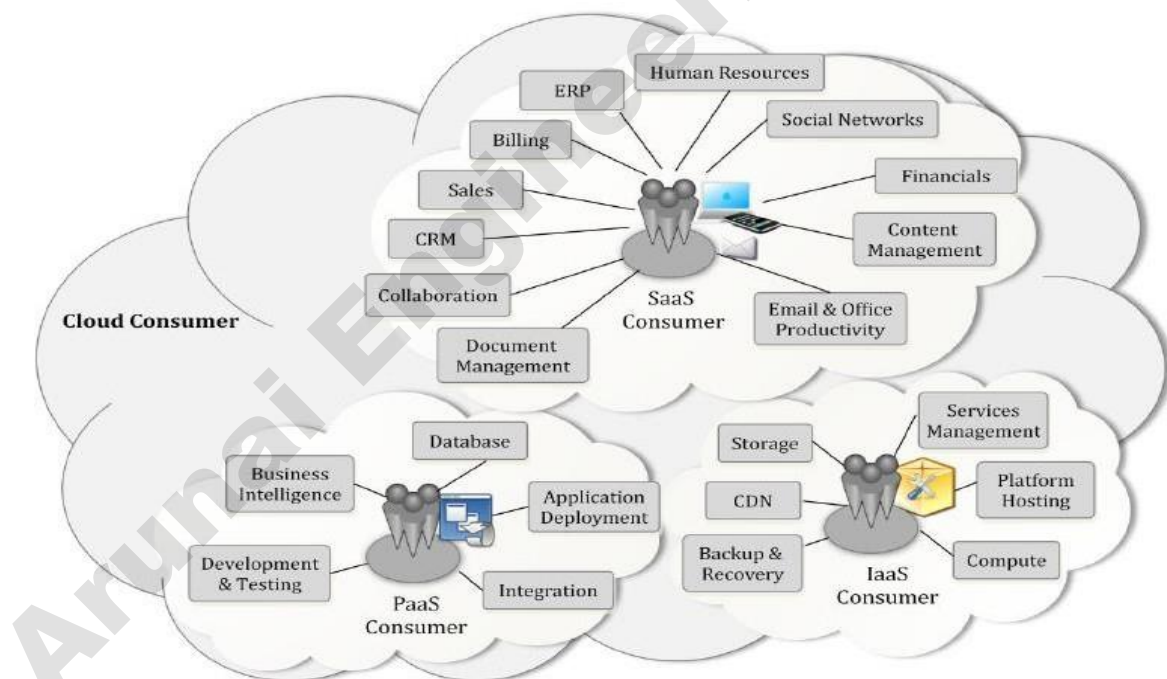 Human Resources
ERP
Social Networks
Billing
Financials
Sales
Content
Management
CRM
Collaboration
SaaS
Consumer
Email & Office
Productivity
Document
Management
Cloud Consumer
Database
Business
Intelligence
Application
Deployment
Development
& Testing
Integration
PaaS
Consumer
Services
Management
Storage
Platform
Hosting
CDN
Backup &
Recovery
Compute
IaaS
Consumer
Arunai Engineer